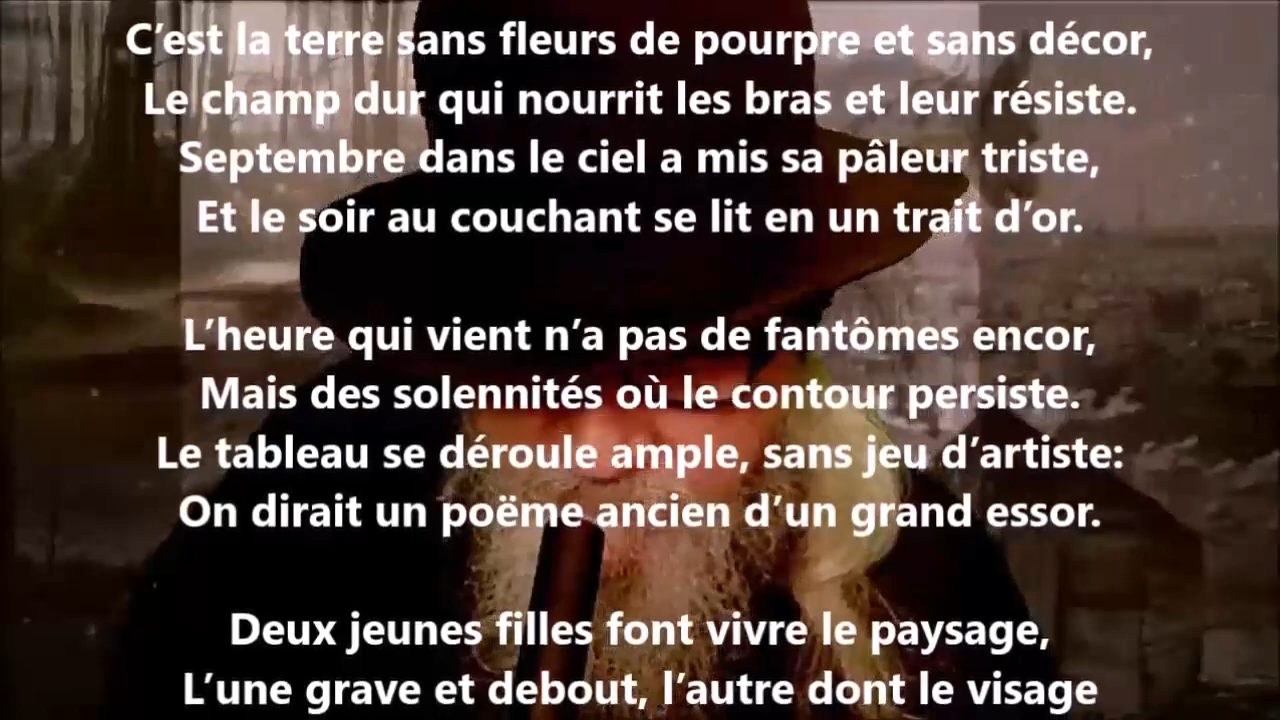 C’est la terre sans fleurs de pourpre et sans décor,
Le champ dur qui nourrit les bras et leur résiste.
Septembre dans le ciel a mis sa pâleur triste,
Et le soir au couchant se lit en un trait d’or.
L’heure qui vient n’a pas de fantômes encor,
Mais des solennités où le contour persiste.
Le tableau se déroule ample, sans jeu d’artiste:
On dirait un poëme ancien d’un grand essor.
Deux jeunes filles font vivre le paysage,
L’une grave et debout, l’autre dont le visage